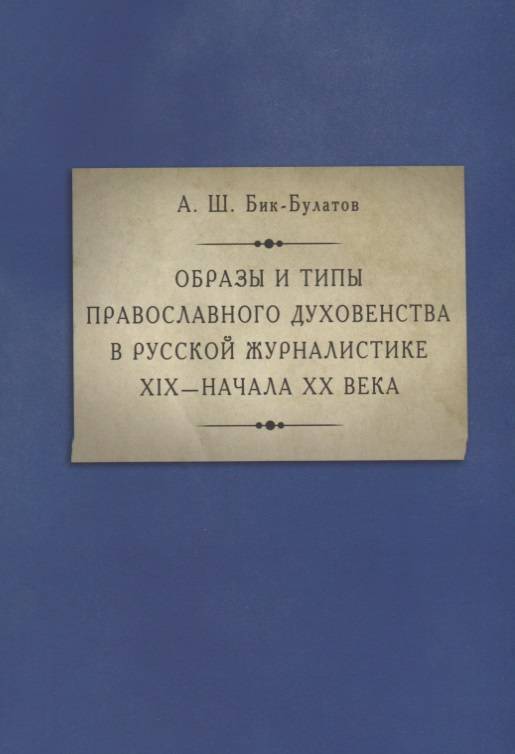 А. Ш. Бик-Булатов
ОБРАЗЫ И ТИПЫ
ПРАВОСЛАВНОГО ДУХОВЕНСТВА
В РУССКОЙ ЖУРНАЛИСТИКЕ
XIX—НАЧАЛА XX ВЕКА